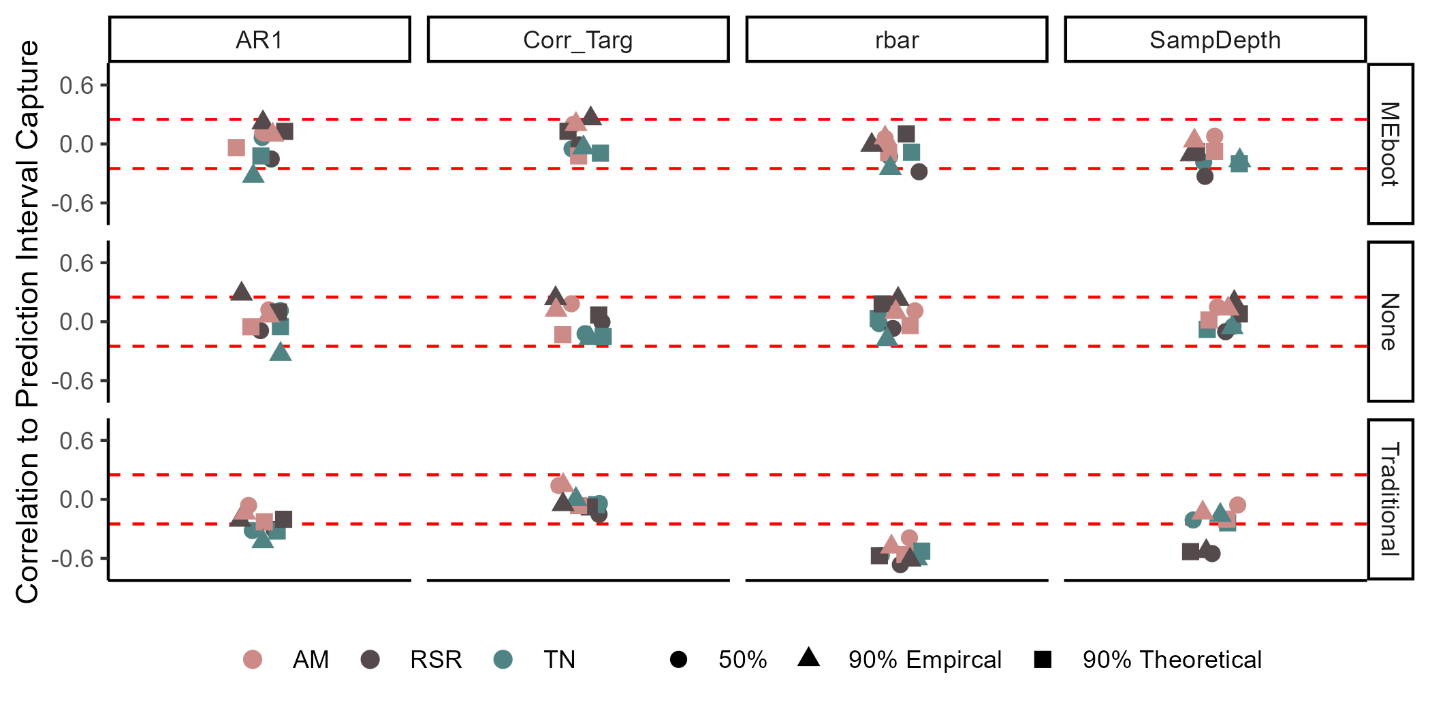 AR1
Corr_Targ
rbar
SampDepth
Correlation to Prediction Interval Capture
0.6
0.0
-0.6
MEboot
0.6
0.0
-0.6
None
0.6
0.0
-0.6
Traditional
AM RSR TN 50% 90% Empircal 90% Theoretical